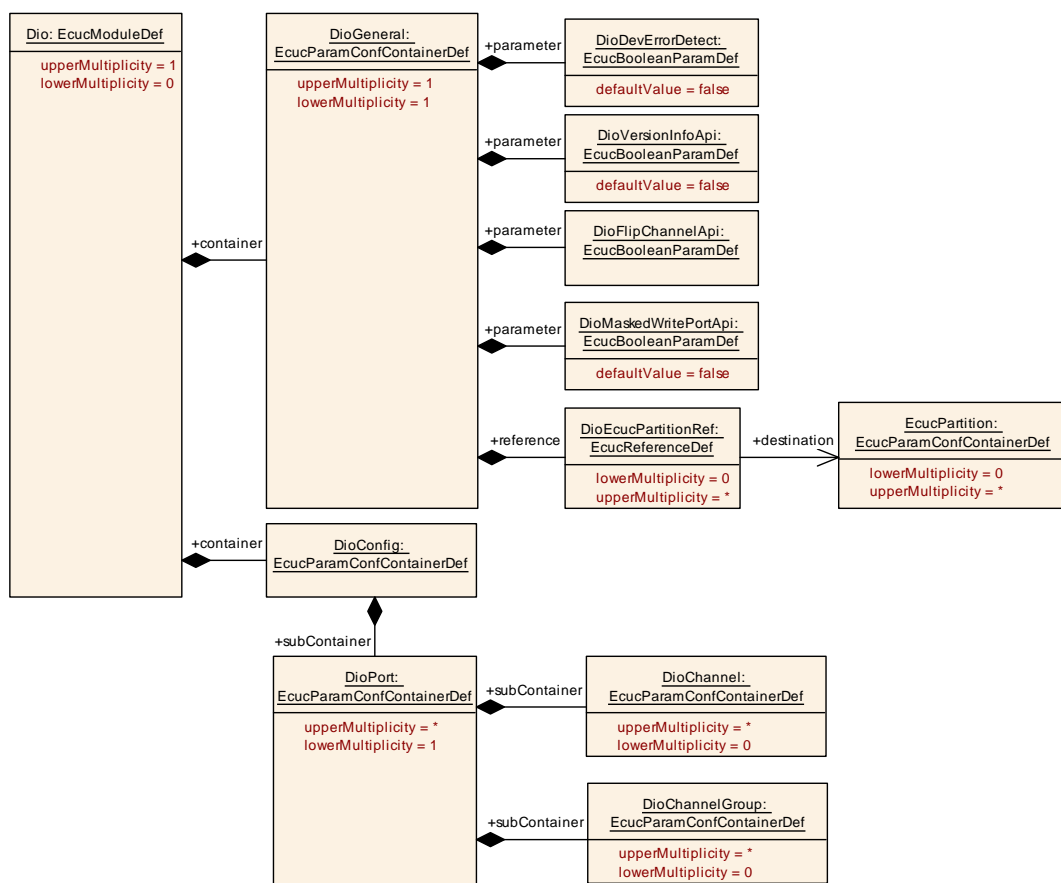 Dio: EcucModuleDef
upperMultiplicity = 1
lowerMultiplicity = 0
+container
DioGeneral:
EcucParamConfContainerDef
upperMultiplicity = 1
lowerMultiplicity = 1
+parameter
DioDevErrorDetect:
EcucBooleanParamDef
defaultValue = false
+parameter
DioVersionInfoApi:
EcucBooleanParamDef
defaultValue = false
+parameter
DioFlipChannelApi:
EcucBooleanParamDef
+parameter
DioMaskedWritePortApi:
EcucBooleanParamDef
defaultValue = false
+reference
DioEcucPartitionRef:
EcucReferenceDef
lowerMultiplicity = 0
upperMultiplicity = *
+destination
EcucPartition:
EcucParamConfContainerDef
lowerMultiplicity = 0
upperMultiplicity = *
+container
DioConfig:
EcucParamConfContainerDef
+subContainer
DioPort:
EcucParamConfContainerDef
upperMultiplicity = *
lowerMultiplicity = 1
+subContainer
DioChannel:
EcucParamConfContainerDef
upperMultiplicity = *
lowerMultiplicity = 0
+subContainer
DioChannelGroup:
EcucParamConfContainerDef
upperMultiplicity = *
lowerMultiplicity = 0